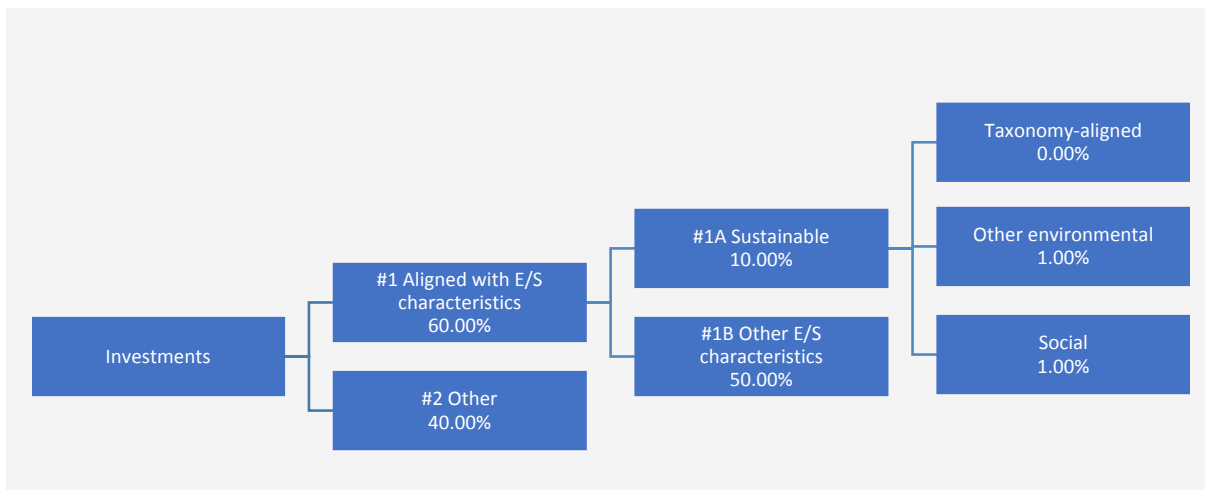 Investments
#1 Aligned with E/S
characteristics
60.00%
#2 Other
40.00%
#1A Sustainable
10.00%
#1B Other E/S
characteristics
50.00%
Taxonomy-aligned
0.00%
Other environmental
1.00%
Social
1.00%